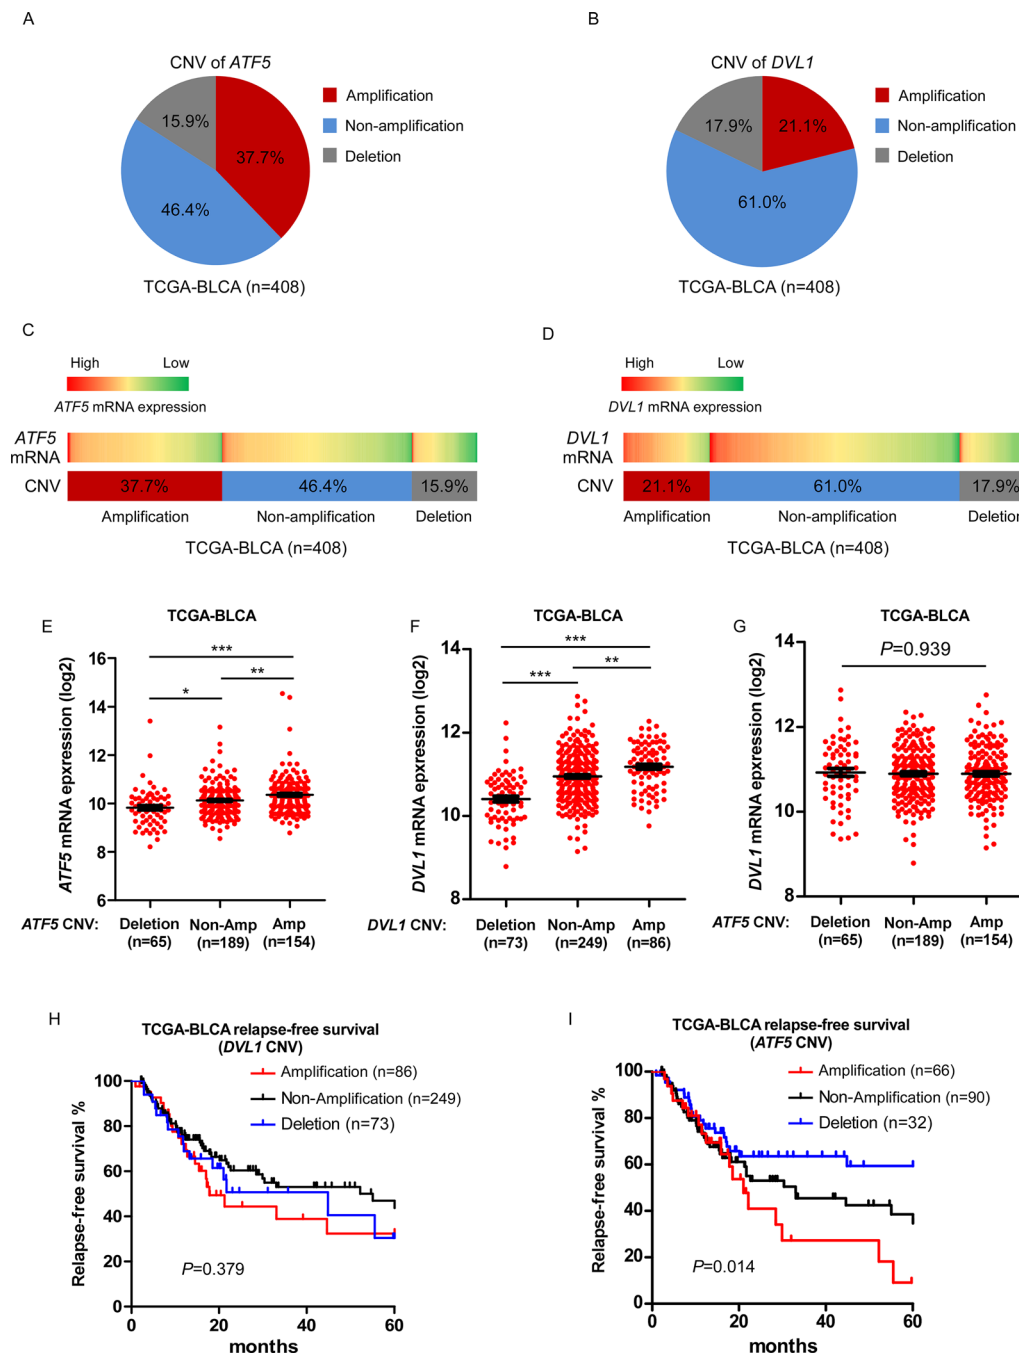 A
CNV of ATF5
15.9%
37.7%
46.4%
Amplification
Non-amplification
Deletion
TCGA-BLCA (n=408)
B
CNV of DVL1
17.9%
21.1%
61.0%
Amplification
Non-amplification
Deletion
TCGA-BLCA (n=408)
C
High Low
ATF5 mRNA expression
ATF5
mRNA
CNV 37.7% 46.4% 15.9%
Amplification Non-amplification Deletion
TCGA-BLCA (n=408)
D
High Low
DVL1 mRNA expression
DVL1
mRNA
CNV 21.1% 61.0% 17.9%
Amplification Non-amplification Deletion
TCGA-BLCA (n=408)
E
TCGA-BLCA
ATF5 mRNA epxression (log2)
16
14
12
10
8
6
***
**
*
ATF5 CNV:
Deletion Non-Amp Amp
(n=65) (n=189) (n=154)
F
TCGA-BLCA
DVL1 mRNA epxression (log2)
14
12
10
8
***
*** **
DVL1 CNV:
Deletion Non-Amp Amp
(n=73) (n=249) (n=86)
G
TCGA-BLCA
DVL1 mRNA epxression (log2)
14
12
10
8
P=0.939
ATF5 CNV:
Deletion Non-Amp Amp
(n=65) (n=189) (n=154)
H
TCGA-BLCA relapse-free survival
(DVL1 CNV)
Amplification (n=86)
Non-Amplification (n=249)
Deletion (n=73)
Relapse-free survival %
100
80
60
40
20
0
P=0.379
0 20 40 60
months
I
TCGA-BLCA relapse-free survival
(ATF5 CNV)
Amplification (n=66)
Non-Amplification (n=90)
Deletion (n=32)
Relapse-free survival %
100
80
60
40
20
0
P=0.014
0 20 40 60
months